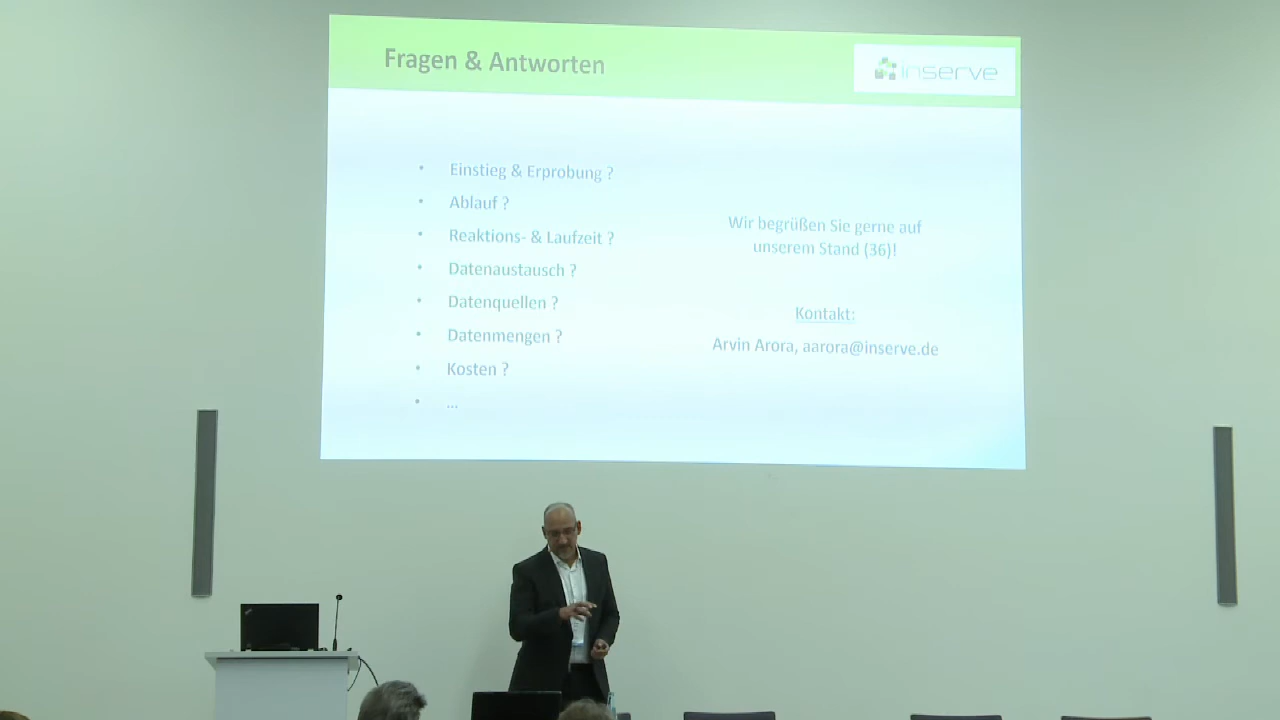 Fragen & Antworten
inserve
• Einstieg & Erprobung ?
• Ablauf ?
• Reaktions- & Laufzeit ?
• Datenaustausch ?
• Datenquellen ?
• Datenmengen ?
• Kosten ?
• ...
Wir begrüßen Sie gerne auf
unserem Stand (36)!
Kontakt:
Arvin Arora, aarora@inserve.de